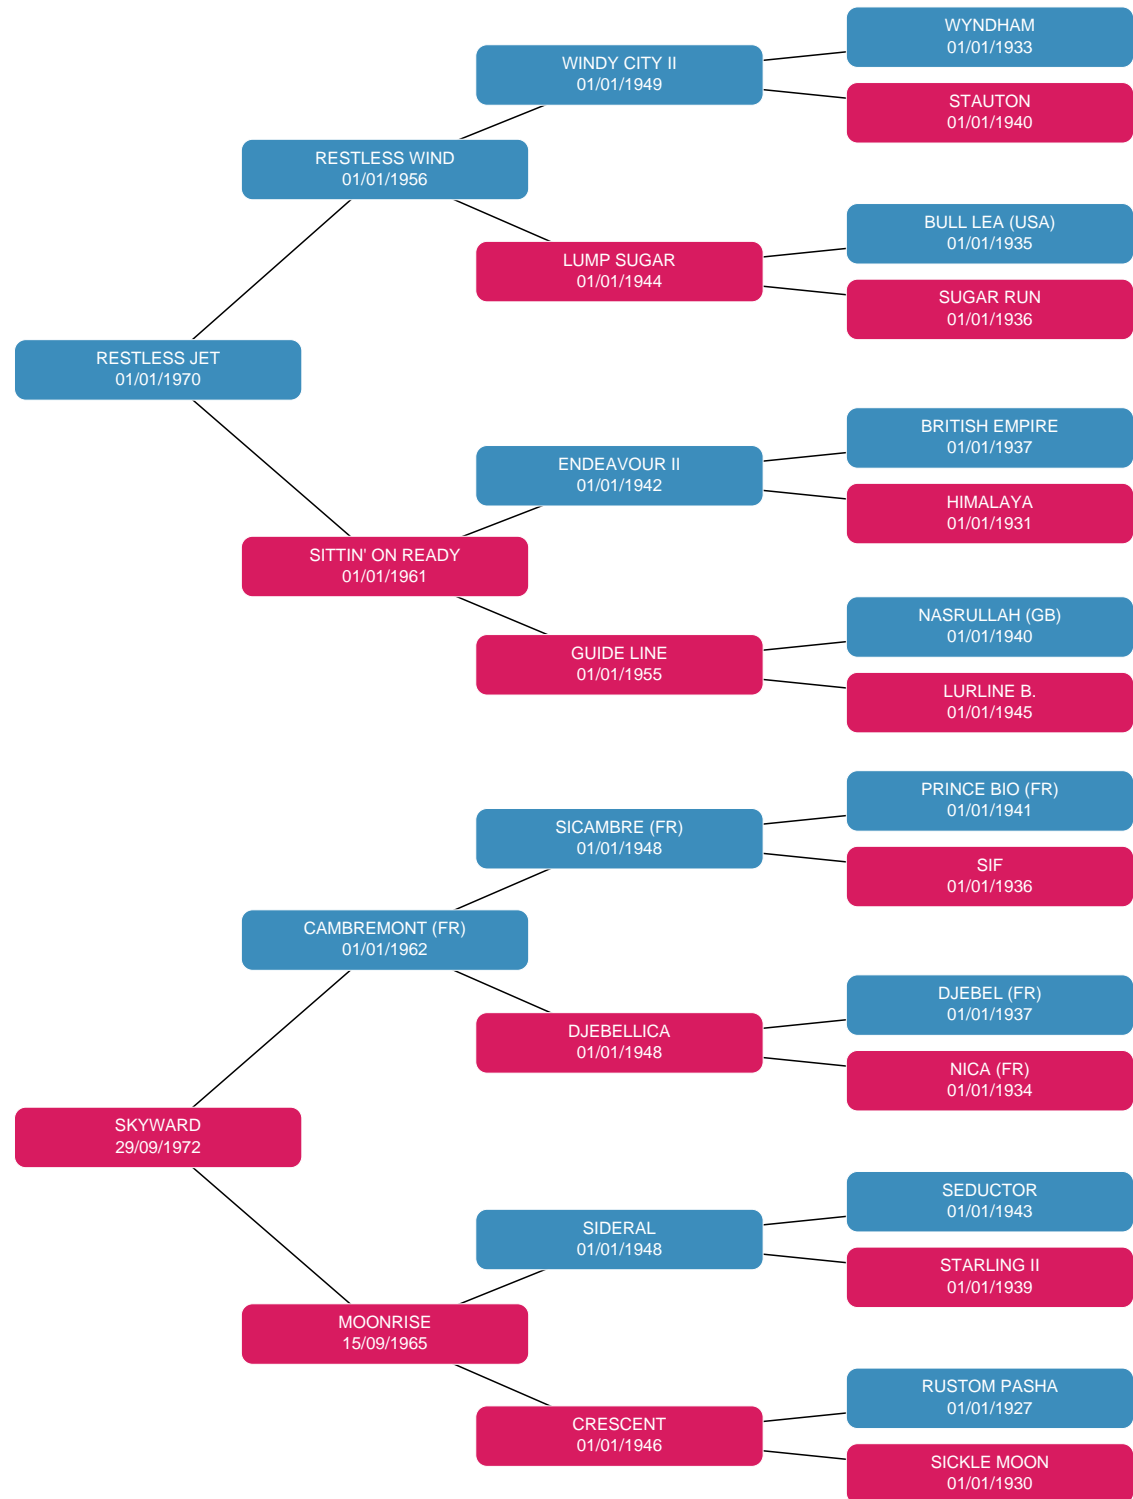 WYNDHAM
01/01/1933
WINDY CITY II
01/01/1949
STAUTON
01/01/1940
RESTLESS WIND
01/01/1956
BULL LEA (USA)
01/01/1935
LUMP SUGAR
01/01/1944
SUGAR RUN
01/01/1936
RESTLESS JET
01/01/1970
BRITISH EMPIRE
01/01/1937
ENDEAVOUR II
01/01/1942
HIMALAYA
01/01/1931
SITTIN' ON READY
01/01/1961
NASRULLAH (GB)
01/01/1940
GUIDE LINE
01/01/1955
LURLINE B.
01/01/1945
PRINCE BIO (FR)
01/01/1941
SICAMBRE (FR)
01/01/1948
SIF
01/01/1936
CAMBREMONT (FR)
01/01/1962
DJEBEL (FR)
01/01/1937
DJEBELLICA
01/01/1948
NICA (FR)
01/01/1934
SKYWARD
29/09/1972
SEDUCTOR
01/01/1943
SIDERAL
01/01/1948
STARLING II
01/01/1939
MOONRISE
15/09/1965
RUSTOM PASHA
01/01/1927
CRESCENT
01/01/1946
SICKLE MOON
01/01/1930